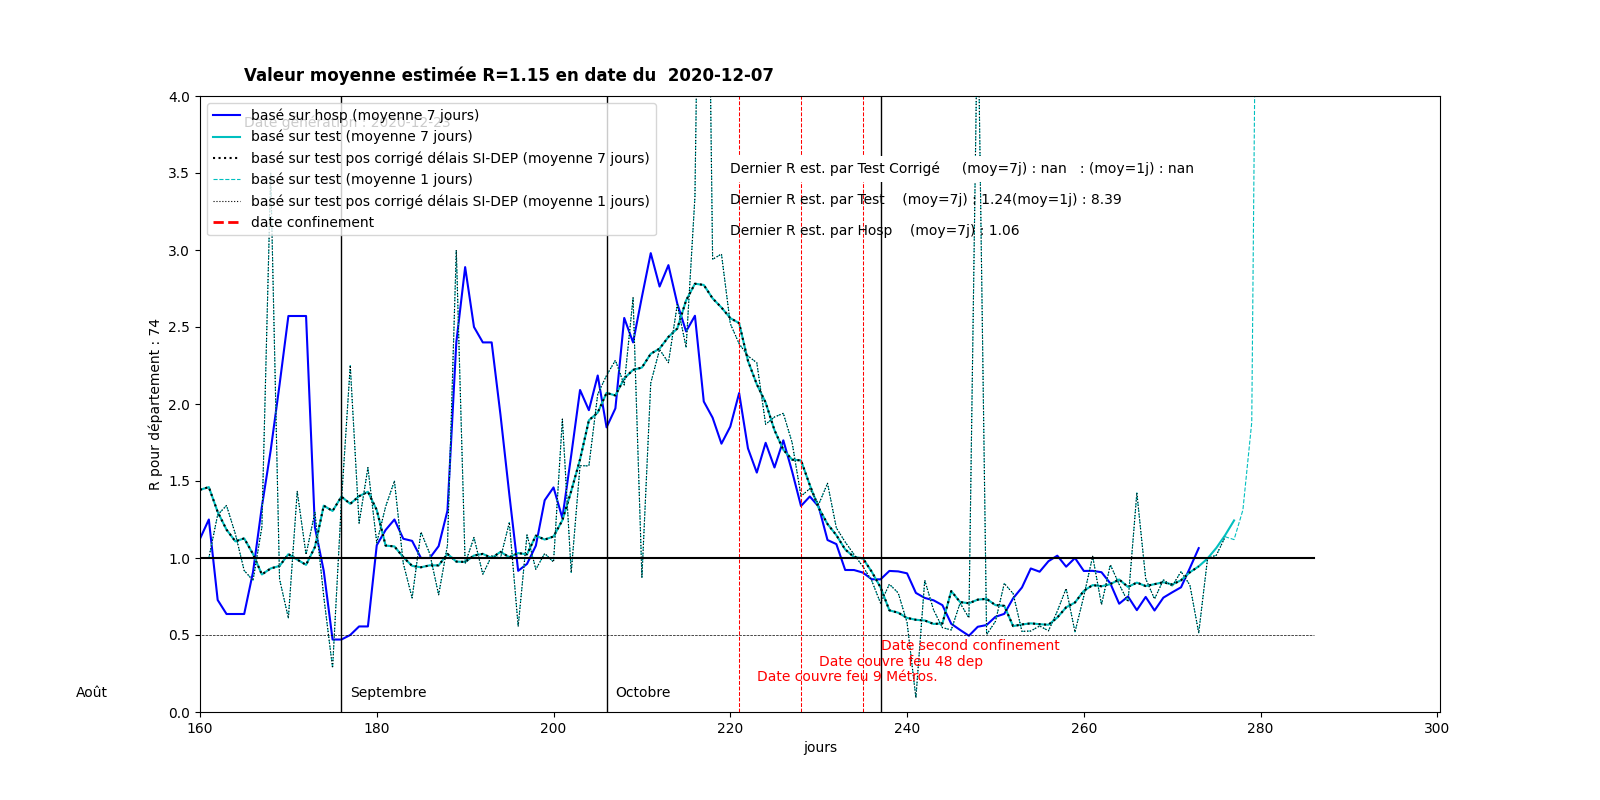 Valeur moyenne estimée R=1.15 en date du  2020-12-07
4.0
3.5
3.0
2.5
2.0
1.5
1.0
0.5
0.0
R pour département : 74
basé sur hosp (moyenne 7 jours)
Date génération : 2020-12-23
basé sur test (moyenne 7 jours)
basé sur test pos corrigé délais SI-DEP (moyenne 7 jours)
basé sur test (moyenne 1 jours)
basé sur test pos corrigé délais SI-DEP (moyenne 1 jours)
date confinement
Dernier R est. par Test Corrigé     (moy=7j) : nan   : (moy=1j) : nan
Dernier R est. par Test    (moy=7j) : 1.24(moy=1j) : 8.39
Dernier R est. par Hosp    (moy=7j) : 1.06
Date second confinement
Date couvre feu 48 dep
Date couvre feu 9 Métros.
Août
Septembre
Octobre
160 180 200 220 240 260 280 300
jours